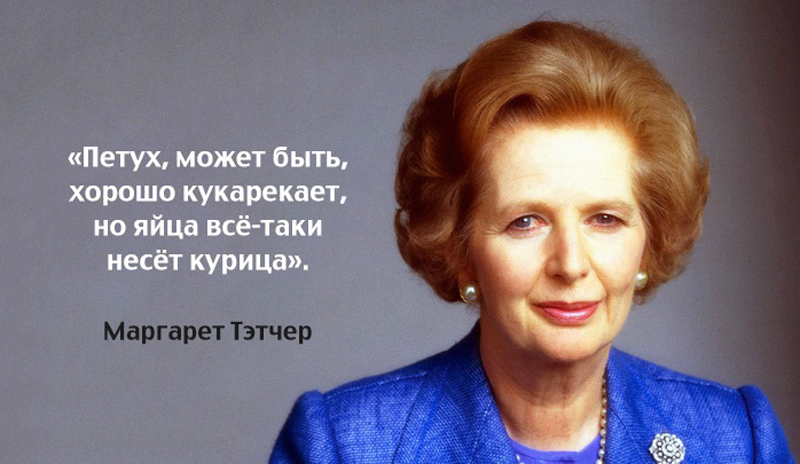 «Петух, может быть,
хорошо кукарекает,
но яйца всё-таки
несёт курица».
Маргарет Тэтчер